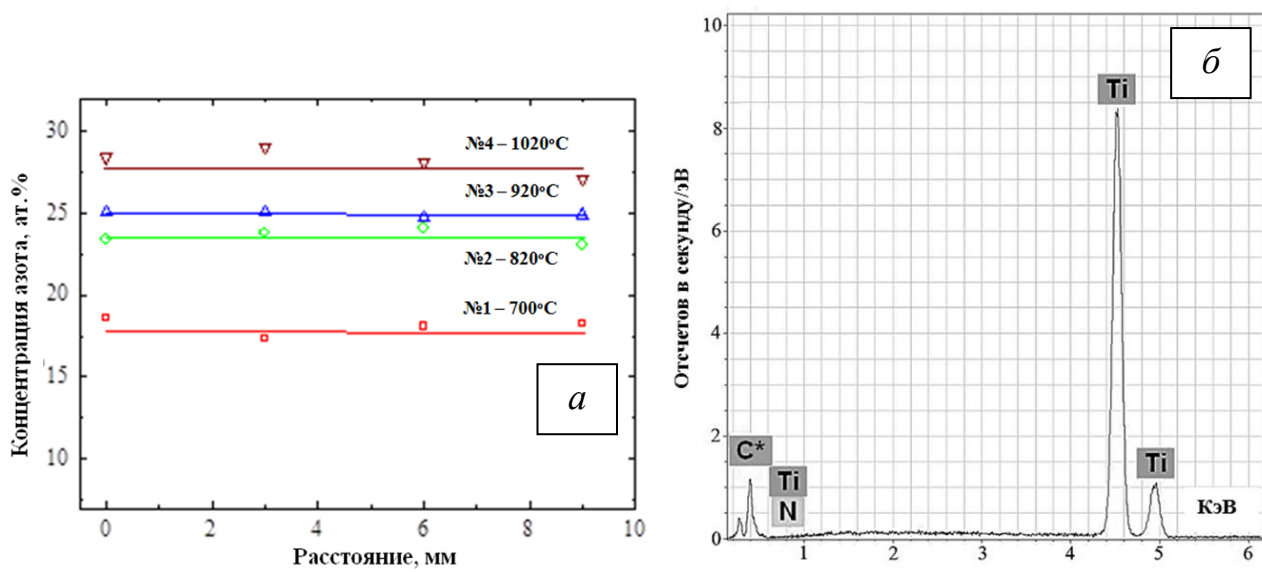 а
30
25
20
15
10
№4 – 1020°С
№3 – 920°С
№2 – 820°С
№1 – 700°С
0
2
4
6
8
10
Концентрация азота, ат.%
Расстояние, мм
б
10
8
6
4
2
0
Ti
C*
Ti
N
Ti
КэВ
1
2
3
4
5
6
Отсчетов в секунду/эВ